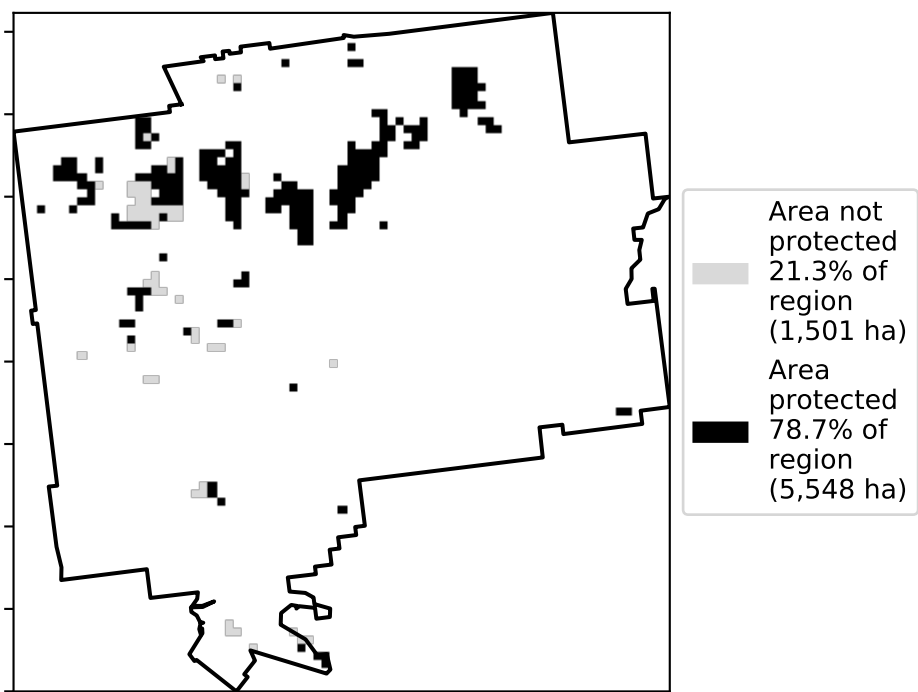 Area not
protected
21.3% of
region
(1,501 ha)
Area
protected
78.7% of
region
(5,548 ha)